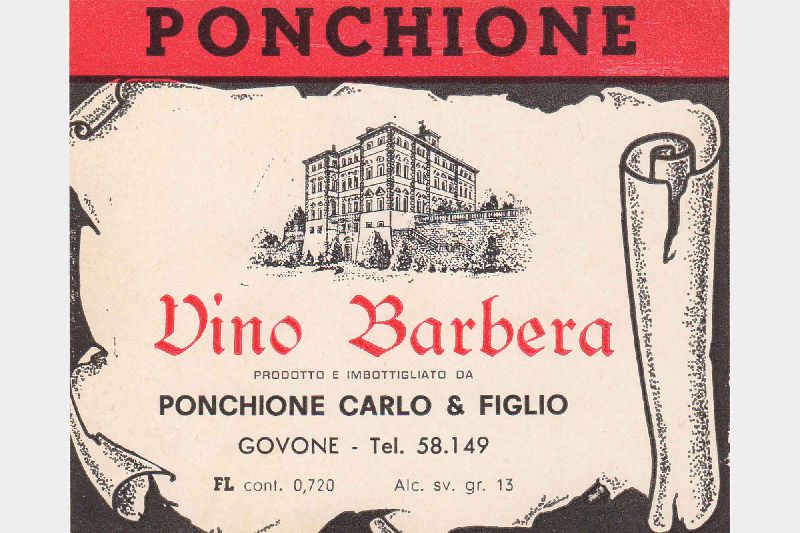 PONCHIONE
Vino Barbera
PRODOTTO E IMBOTTIGLIATO DA
PONCHIONE CARLO & FIGLIO
GOVONE - Tel. 58.149
FL cont. 0,720 Alc. sv. gr. 13